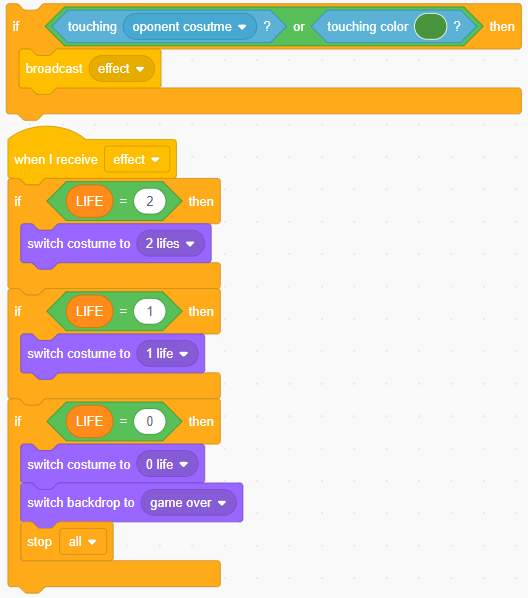 if touching oponent cosutme ? or touching color ? then
broadcast effect
when I receive effect
if LIFE = 2 then
switch costume to 2 lifes
if LIFE = 1 then
switch costume to 1 life
if LIFE = 0 then
switch costume to 0 life
switch backdrop to game over
stop all